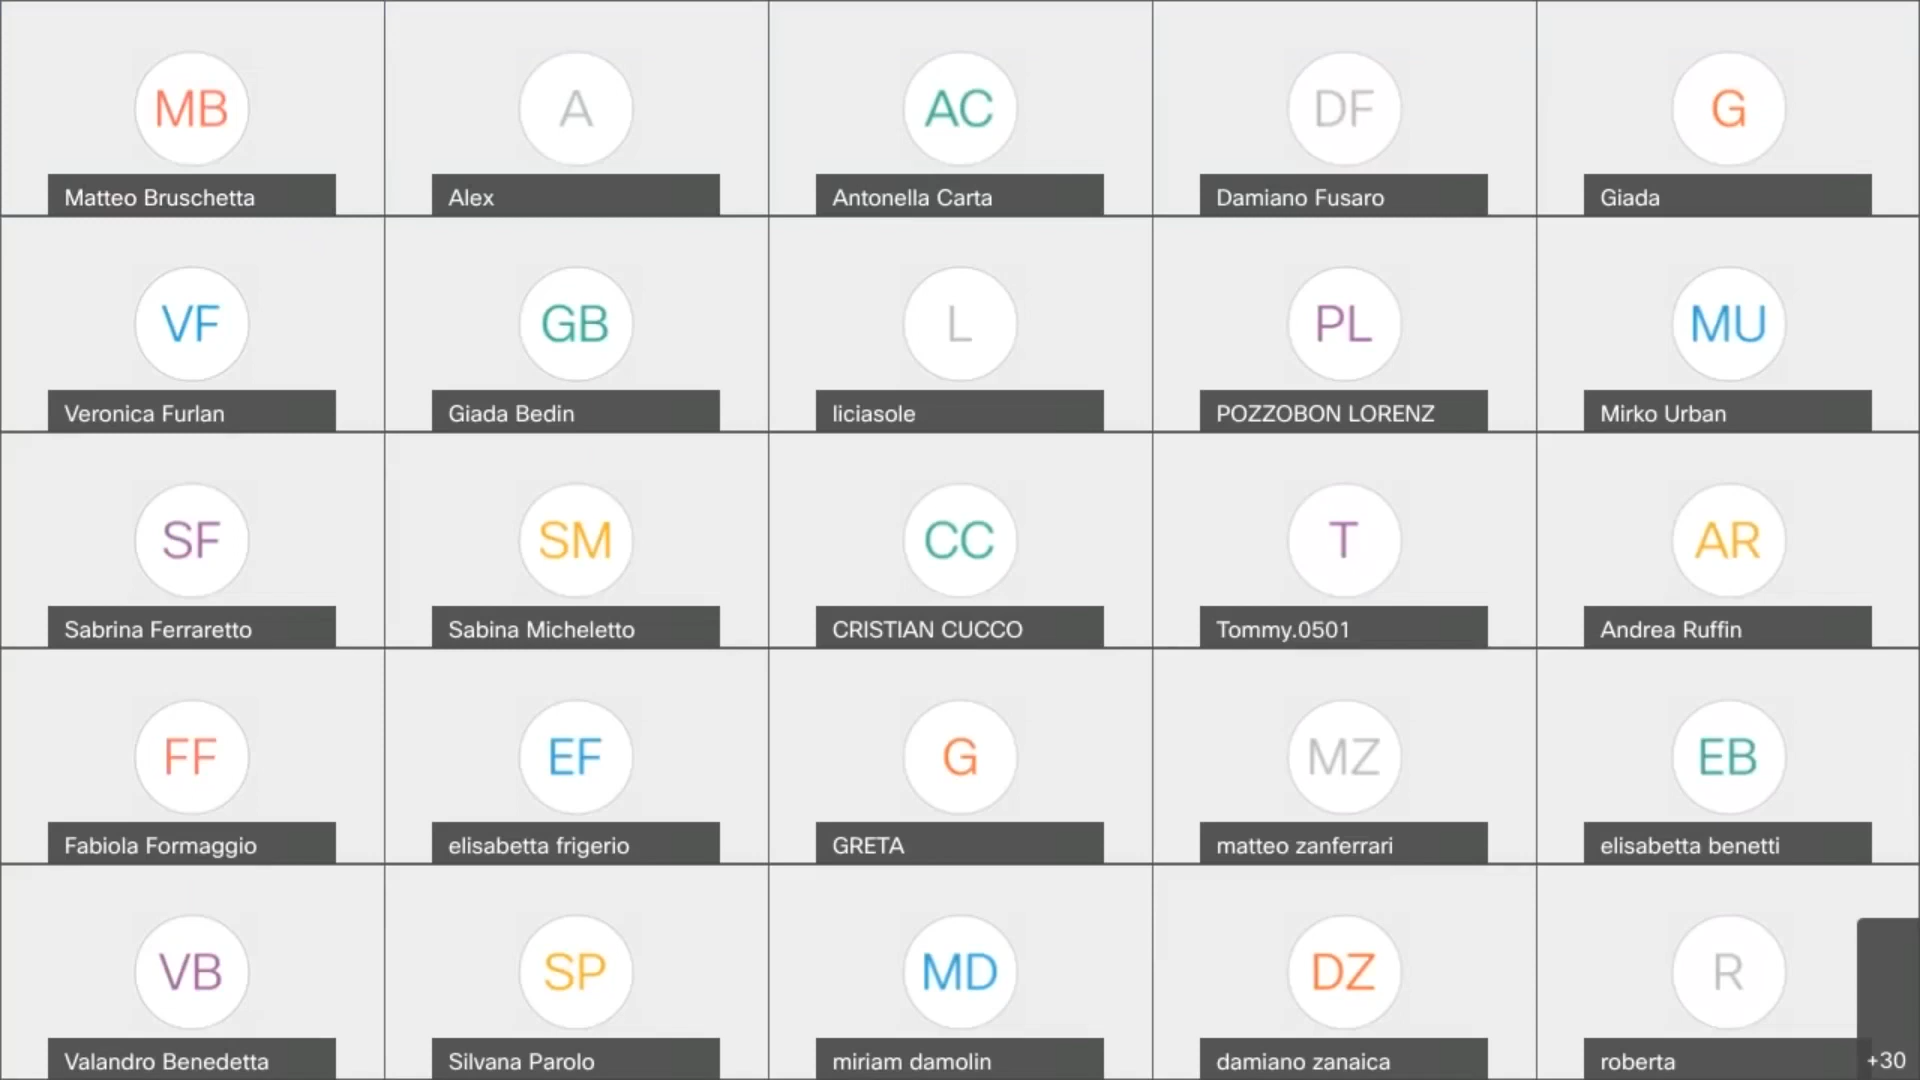 MB
A
AC
DF
G
Matteo Bruschetta
Alex
Antonella Carta
Damiano Fusaro
Giada
VF
GB
L
PL
MU
Veronica Furlan
Giada Bedin
liciasole
POZZOBON LORENZ
Mirko Urban
SF
SM
CC
T
AR
Sabrina Ferraretto
Sabina Micheletto
CRISTIAN CUCCO
Tommy.0501
Andrea Ruffin
FF
EF
G
MZ
EB
Fabiola Formaggio
elisabetta frigerio
GRETA
matteo zanferrari
elisabetta benetti
VB
SP
MD
DZ
R
Valandro Benedetta
Silvana Parolo
miriam damolin
damiano zanaica
roberta
+30